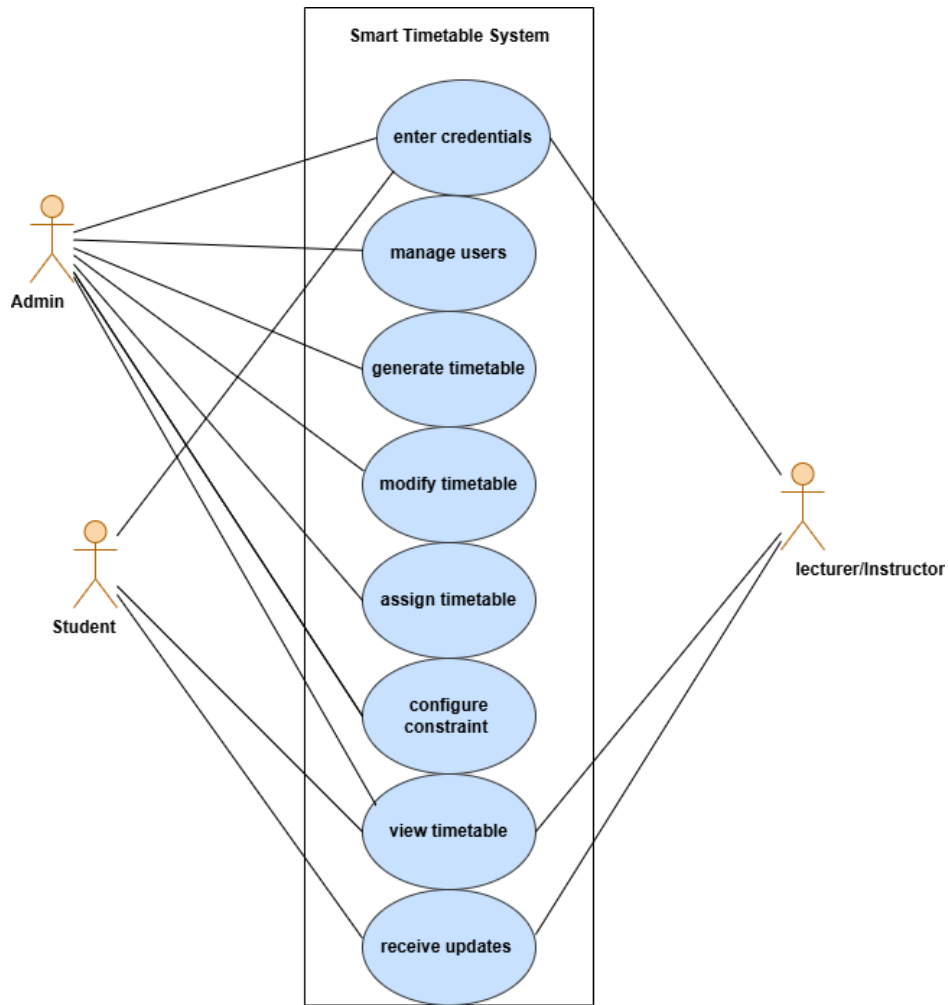 Smart Timetable System
enter credentials
manage users
Admin
generate timetable
modify timetable
lecturer/Instructor
assign timetable
Student
configure
constraint
view timetable
receive updates